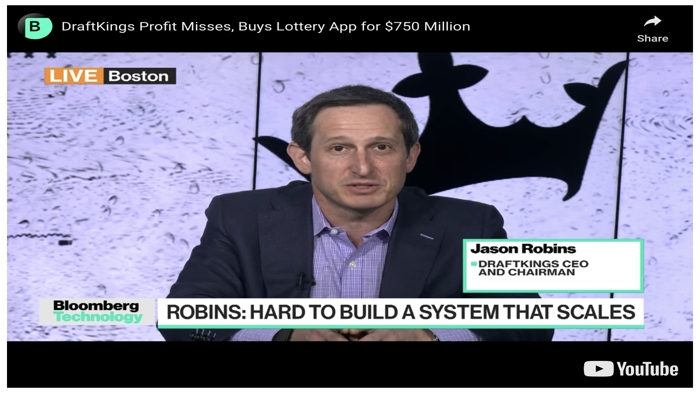 B
DraftKings Profit Misses, Buys Lottery App for $750 Million
Share
LIVE Boston
Jason Robins
DRAFTKINGS CEO
AND CHAIRMAN
Bloomberg
Technology
ROBINS: HARD TO BUILD A SYSTEM THAT SCALES
YouTube